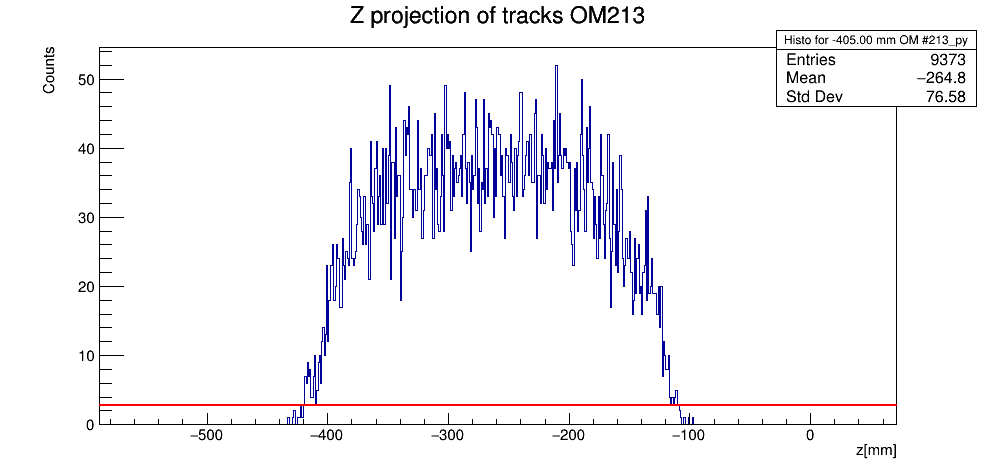 Z projection of tracks OM213
Histo for -405.00 mm OM #213_py
Entries 9373
Mean −264.8
Std Dev 76.58
Counts
50
40
30
20
10
0
−500 −400 −300 −200 −100 0
z[mm]